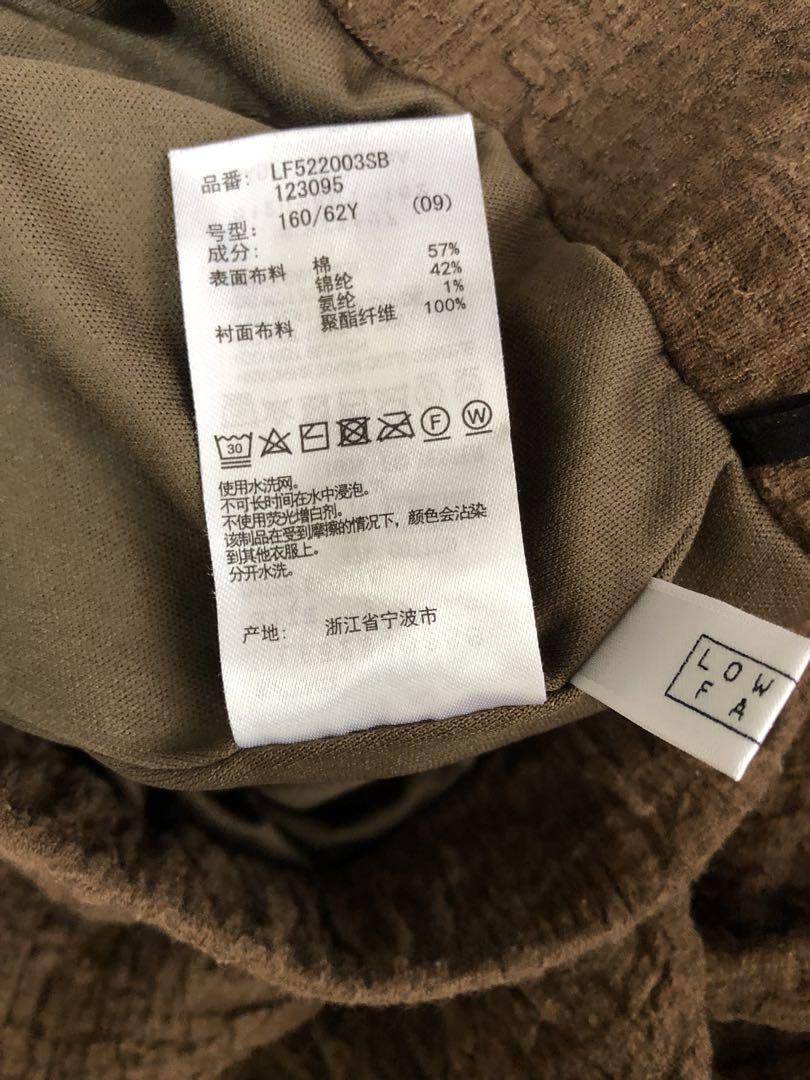 品番: LF522003SB
123095
号型: 160/62Y (09)
成分:
表面布料 棉 57%
锦纶 42%
氨纶 1%
衬面布料 聚酯纤维 100%
30 F W
使用水洗网。
不可长时间在水中浸泡。
不使用荧光增白剂。
该制品在受到摩擦的情况下，颜色会沾染
到其他衣服上。
分开水洗。
产地: 浙江省宁波市
LOW
FA